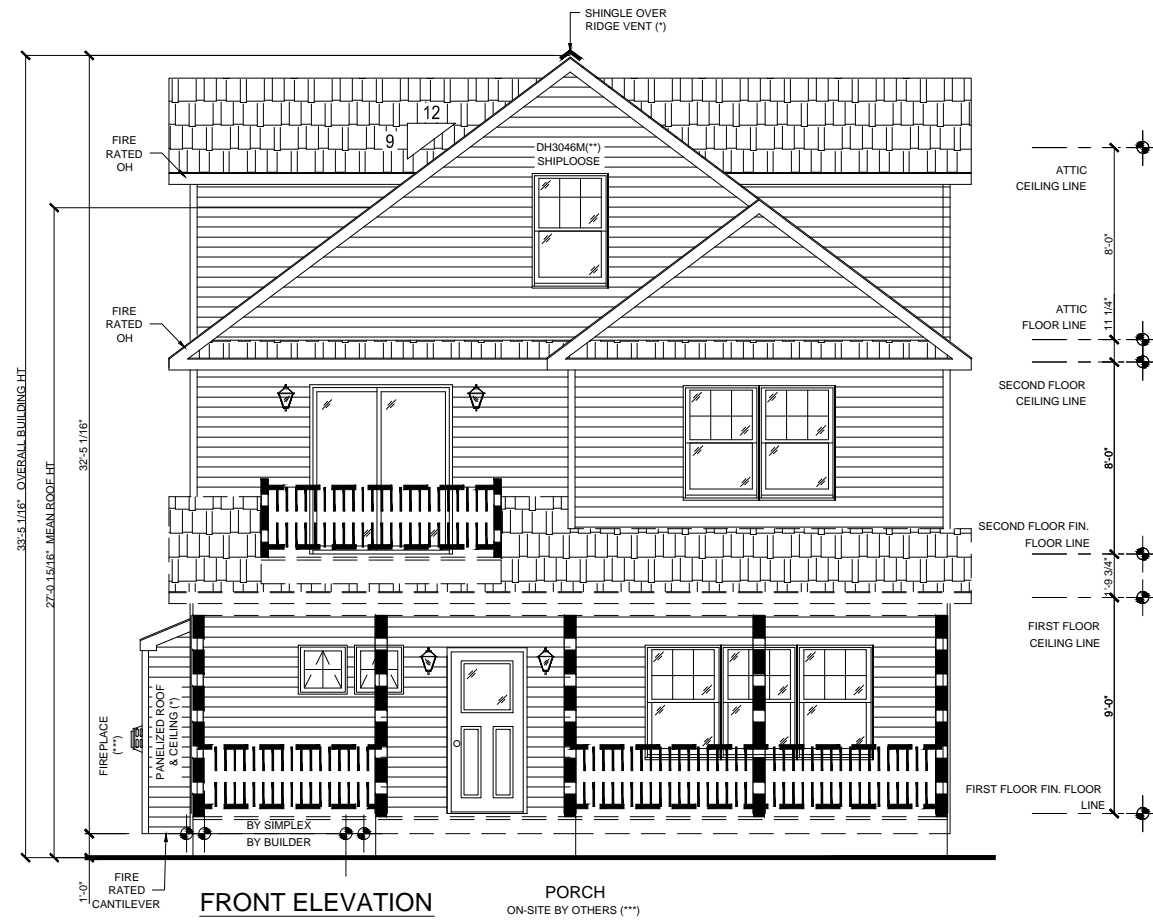 SHINGLE OVER
RIDGE VENT (*)
12
9
FIRE
RATED
OH
DH3046M(**)
SHIPLOOSE
ATTIC
CEILING LINE
8'-0"
FIRE
RATED
OH
ATTIC
FLOOR LINE
11 1/4"
SECOND FLOOR
CEILING LINE
33'-5 1/16" OVERALL BUILDING HT
27'-0 15/16" MEAN ROOF HT
32'-5 1/16"
8'-0"
SECOND FLOOR FIN.
FLOOR LINE
1'-9 3/4"
FIRST FLOOR
CEILING LINE
FIREPLACE
(***)
PANELIZED ROOF
& CEILING (*)
9'-0"
FIRST FLOOR FIN. FLOOR
LINE
BY SIMPLEX
BY BUILDER
1'-0"
FIRE
RATED
CANTILEVER
FRONT ELEVATION
PORCH
ON-SITE BY OTHERS (***)